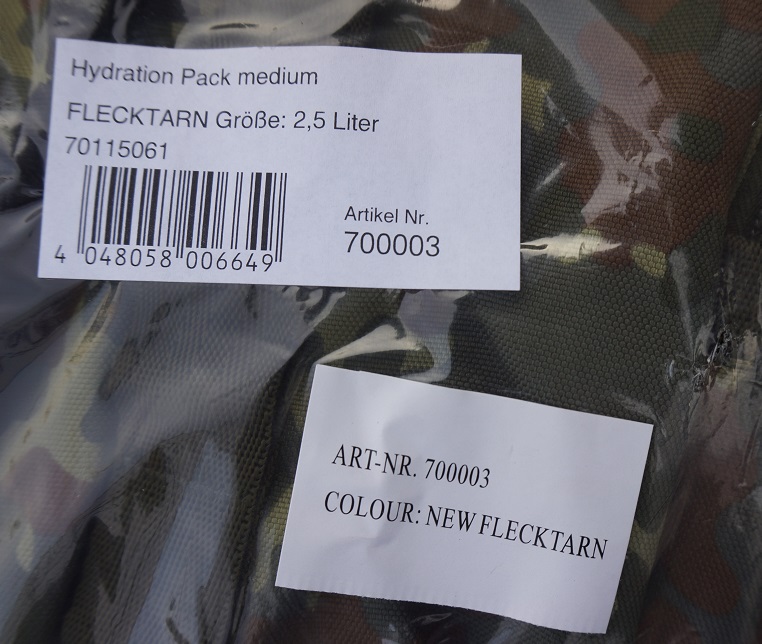 Hydration Pack medium
FLECKTARN Größe: 2,5 Liter
70115061
Artikel Nr.
700003
4 048058 006649
ART-NR. 700003
COLOUR: NEW FLECKTARN